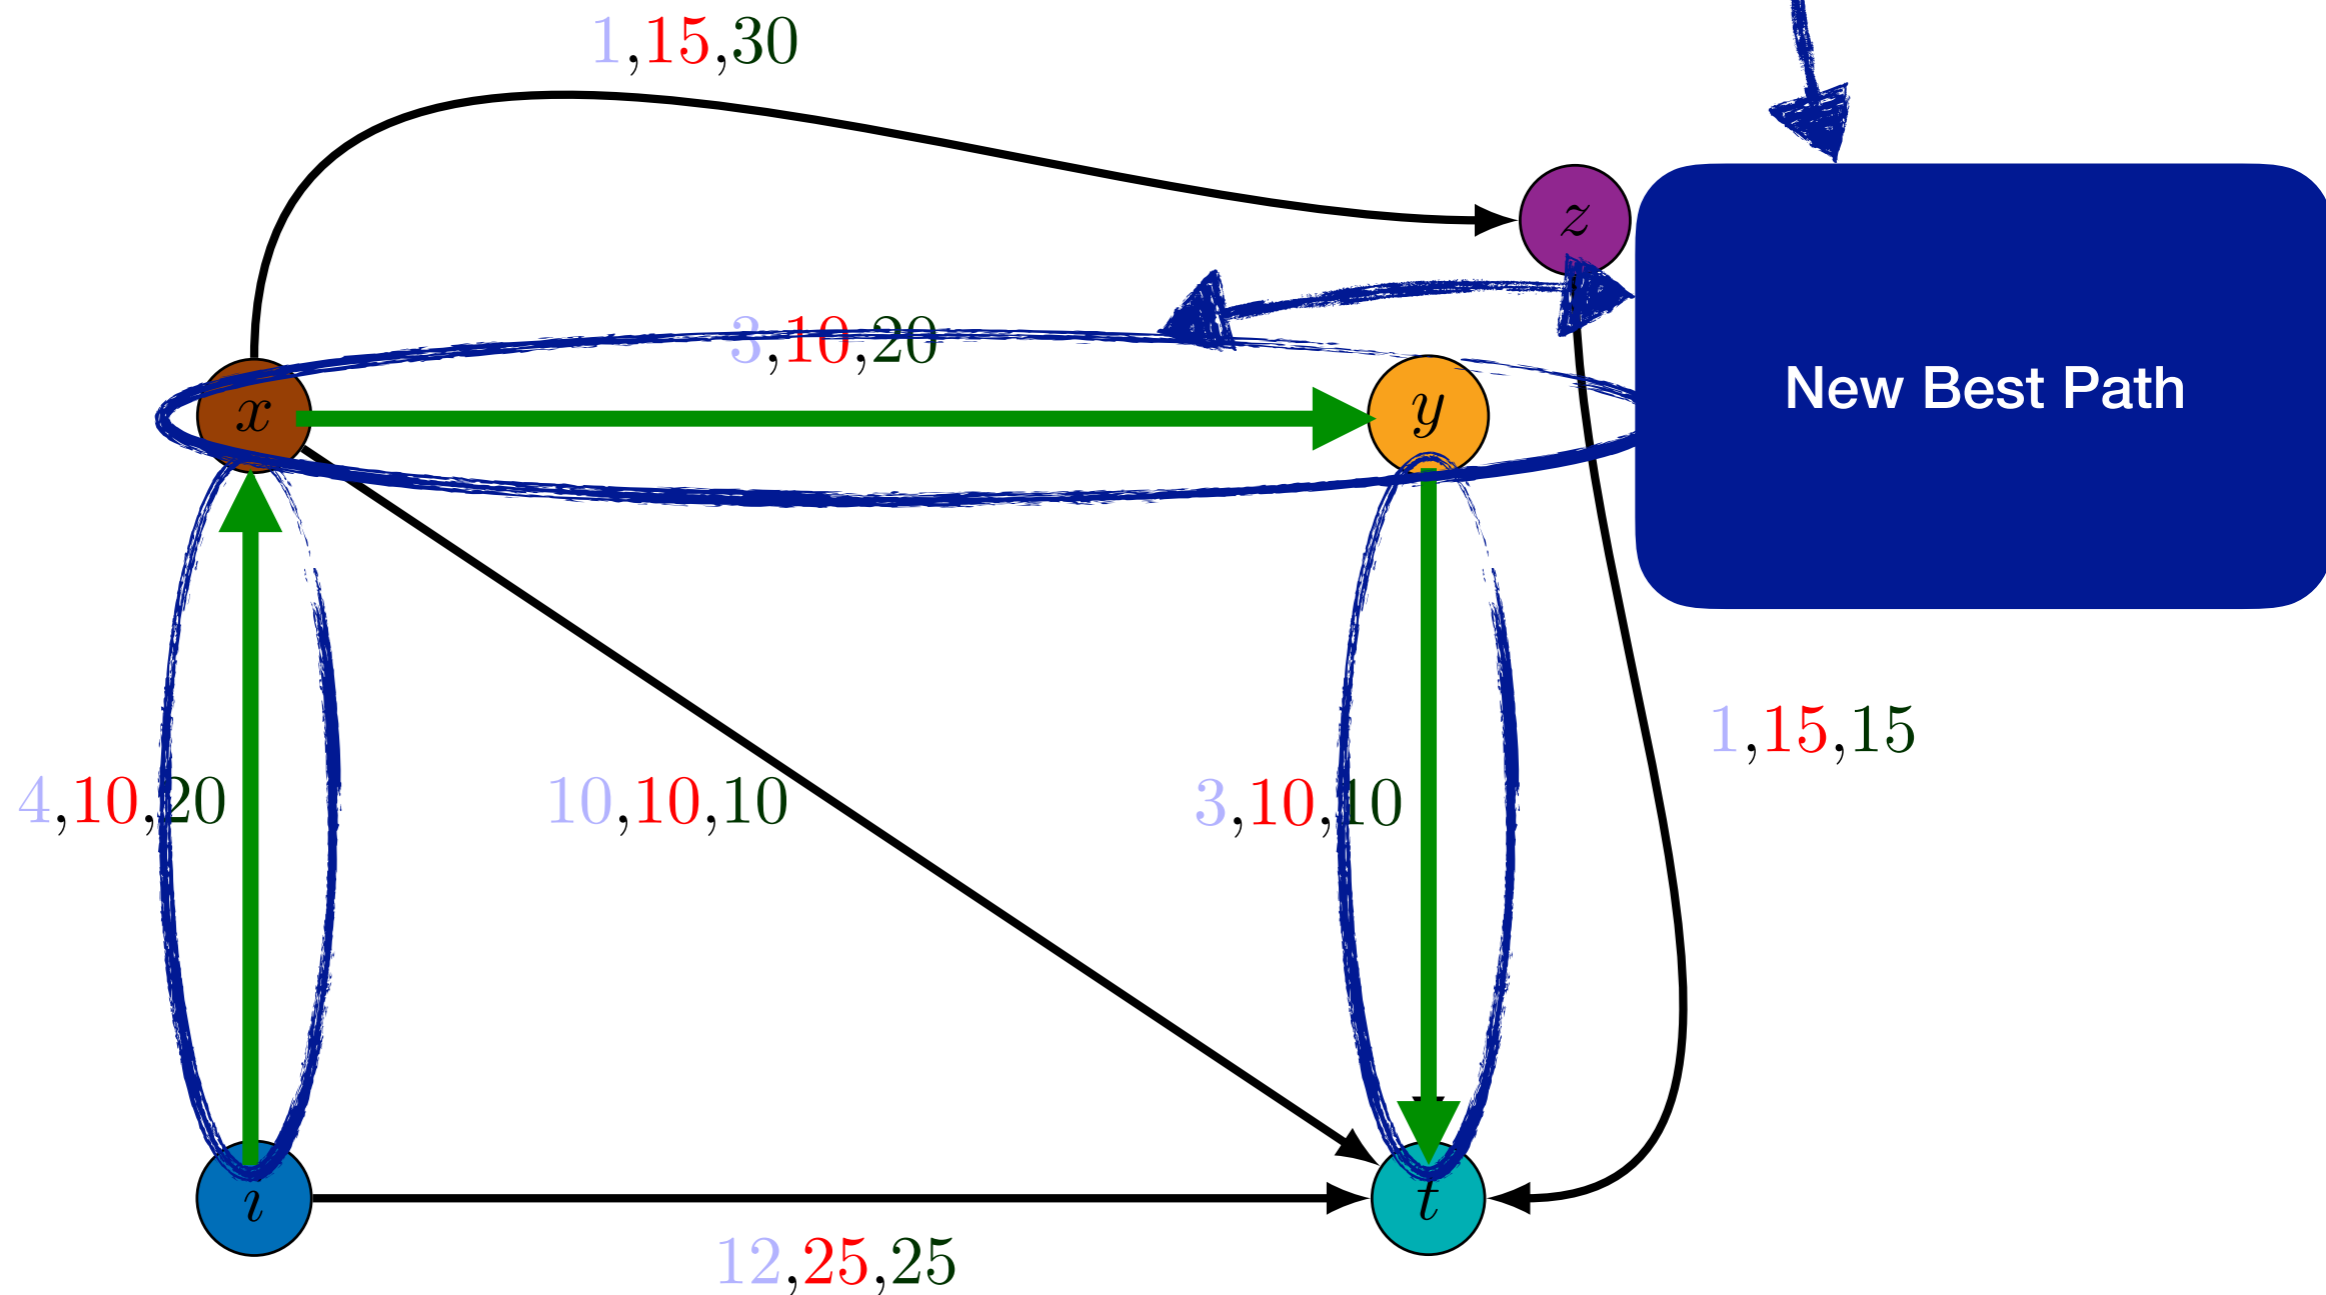 1,15,30
z
3,10,20
New Best Path
x
y
1,15,15
4,10,20
10,10,10
3,10,10
ı
t
12,25,25